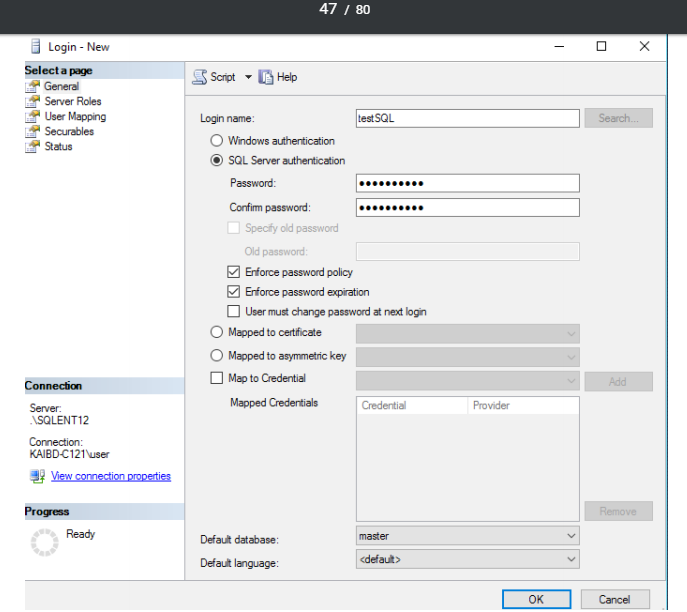 47 / 80
Login - New
Select a page
General
Server Roles
User Mapping
Securables
Status
Script Help
Login name: testSQL Search...
Windows authentication
SQL Server authentication
Password: ●●●●●●●●●●
Confirm password: ●●●●●●●●●●
Specify old password
Old password:
Enforce password policy
Enforce password expiration
User must change password at next login
Mapped to certificate
Mapped to asymmetric key
Map to Credential Add
Mapped Credentials Credential Provider
Remove
Default database: master
Default language: <default>
Connection
Server:
.\SQLENT12
Connection:
KAIBD-C121\user
View connection properties
Progress
Ready
OK Cancel